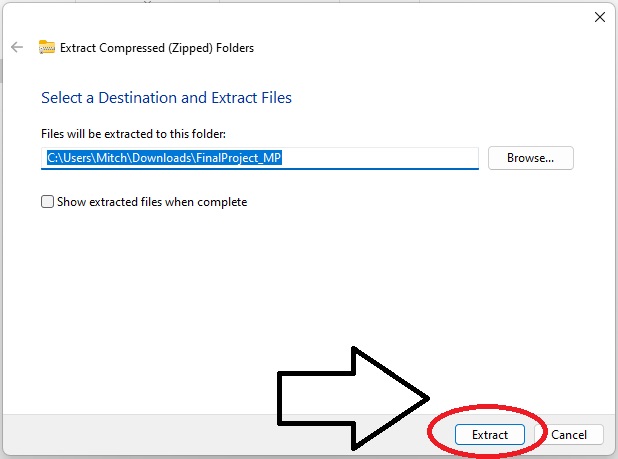 Extract Compressed (Zipped) Folders
Select a Destination and Extract Files
Files will be extracted to this folder:
C:\Users\Mitch\Downloads\FinalProject_MP
Browse...
Show extracted files when complete
Extract
Cancel